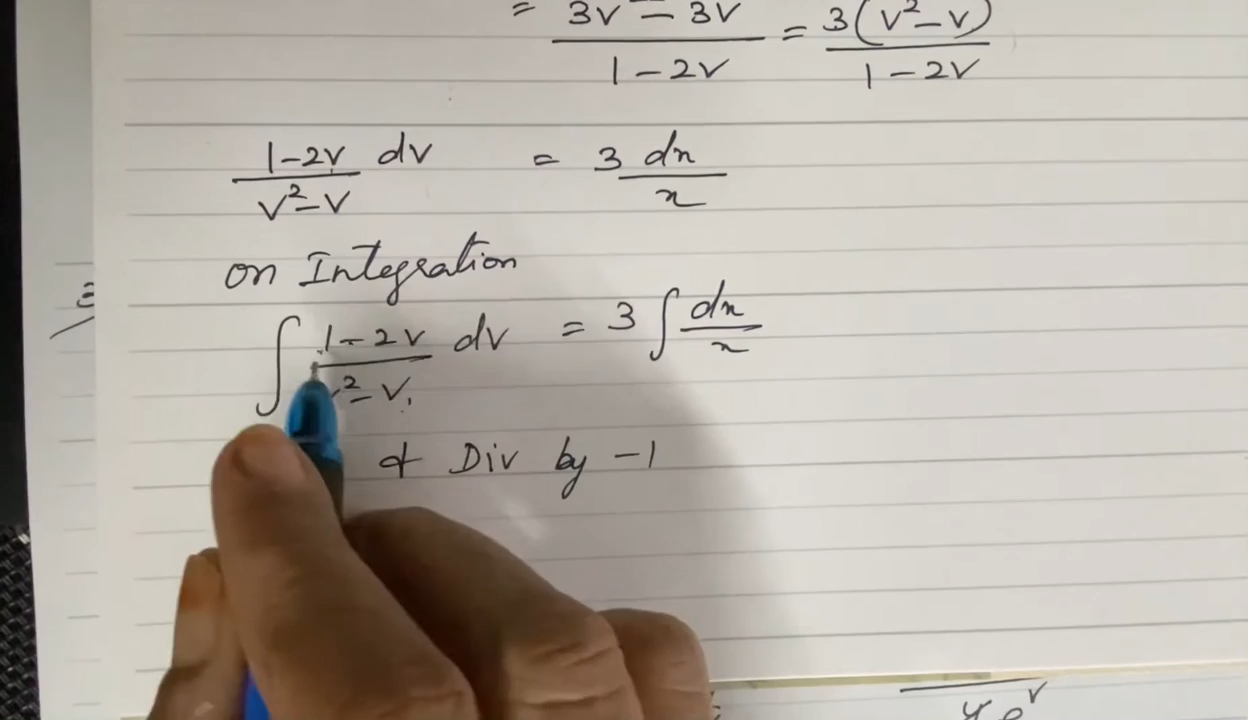 = 3v² - 3v / 1 - 2v = 3(v² - v) / 1 - 2v
1-2v / v² - v dv = 3 dx / x
on Integration
∫ 1-2v / v² - v dv = 3 ∫ dx / x
& Div by -1